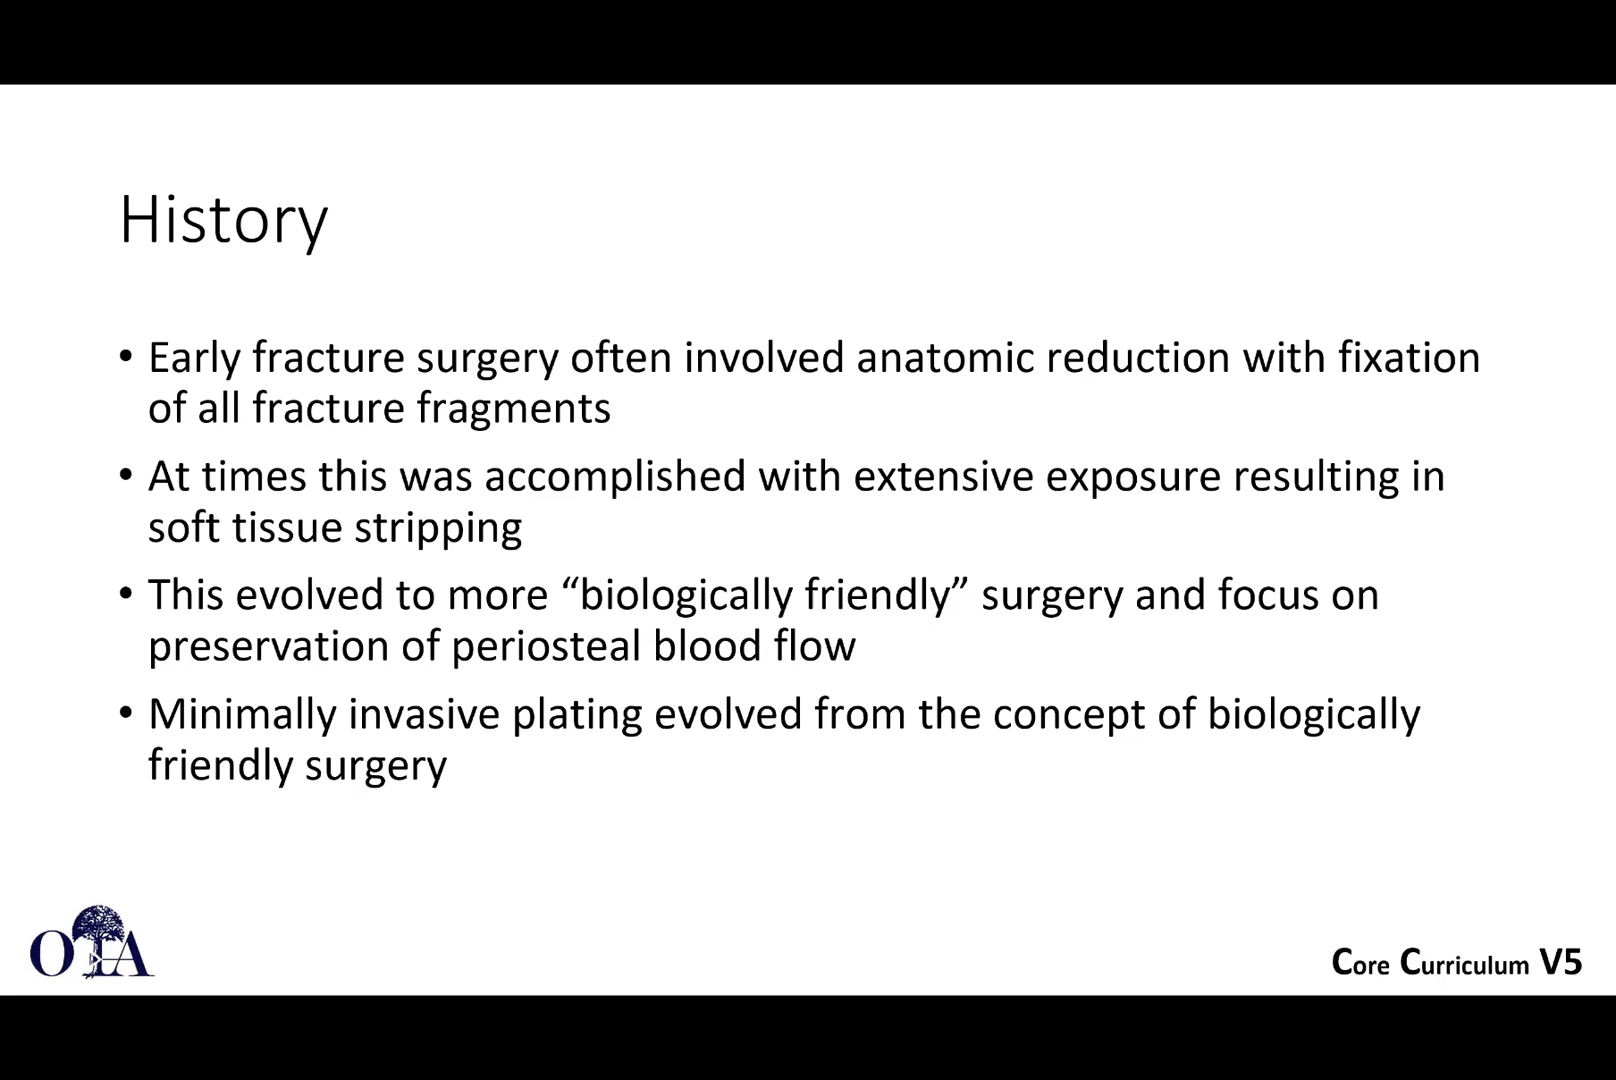 History
• Early fracture surgery often involved anatomic reduction with fixation
of all fracture fragments
• At times this was accomplished with extensive exposure resulting in
soft tissue stripping
• This evolved to more “biologically friendly” surgery and focus on
preservation of periosteal blood flow
• Minimally invasive plating evolved from the concept of biologically
friendly surgery
OTA
Core Curriculum V5